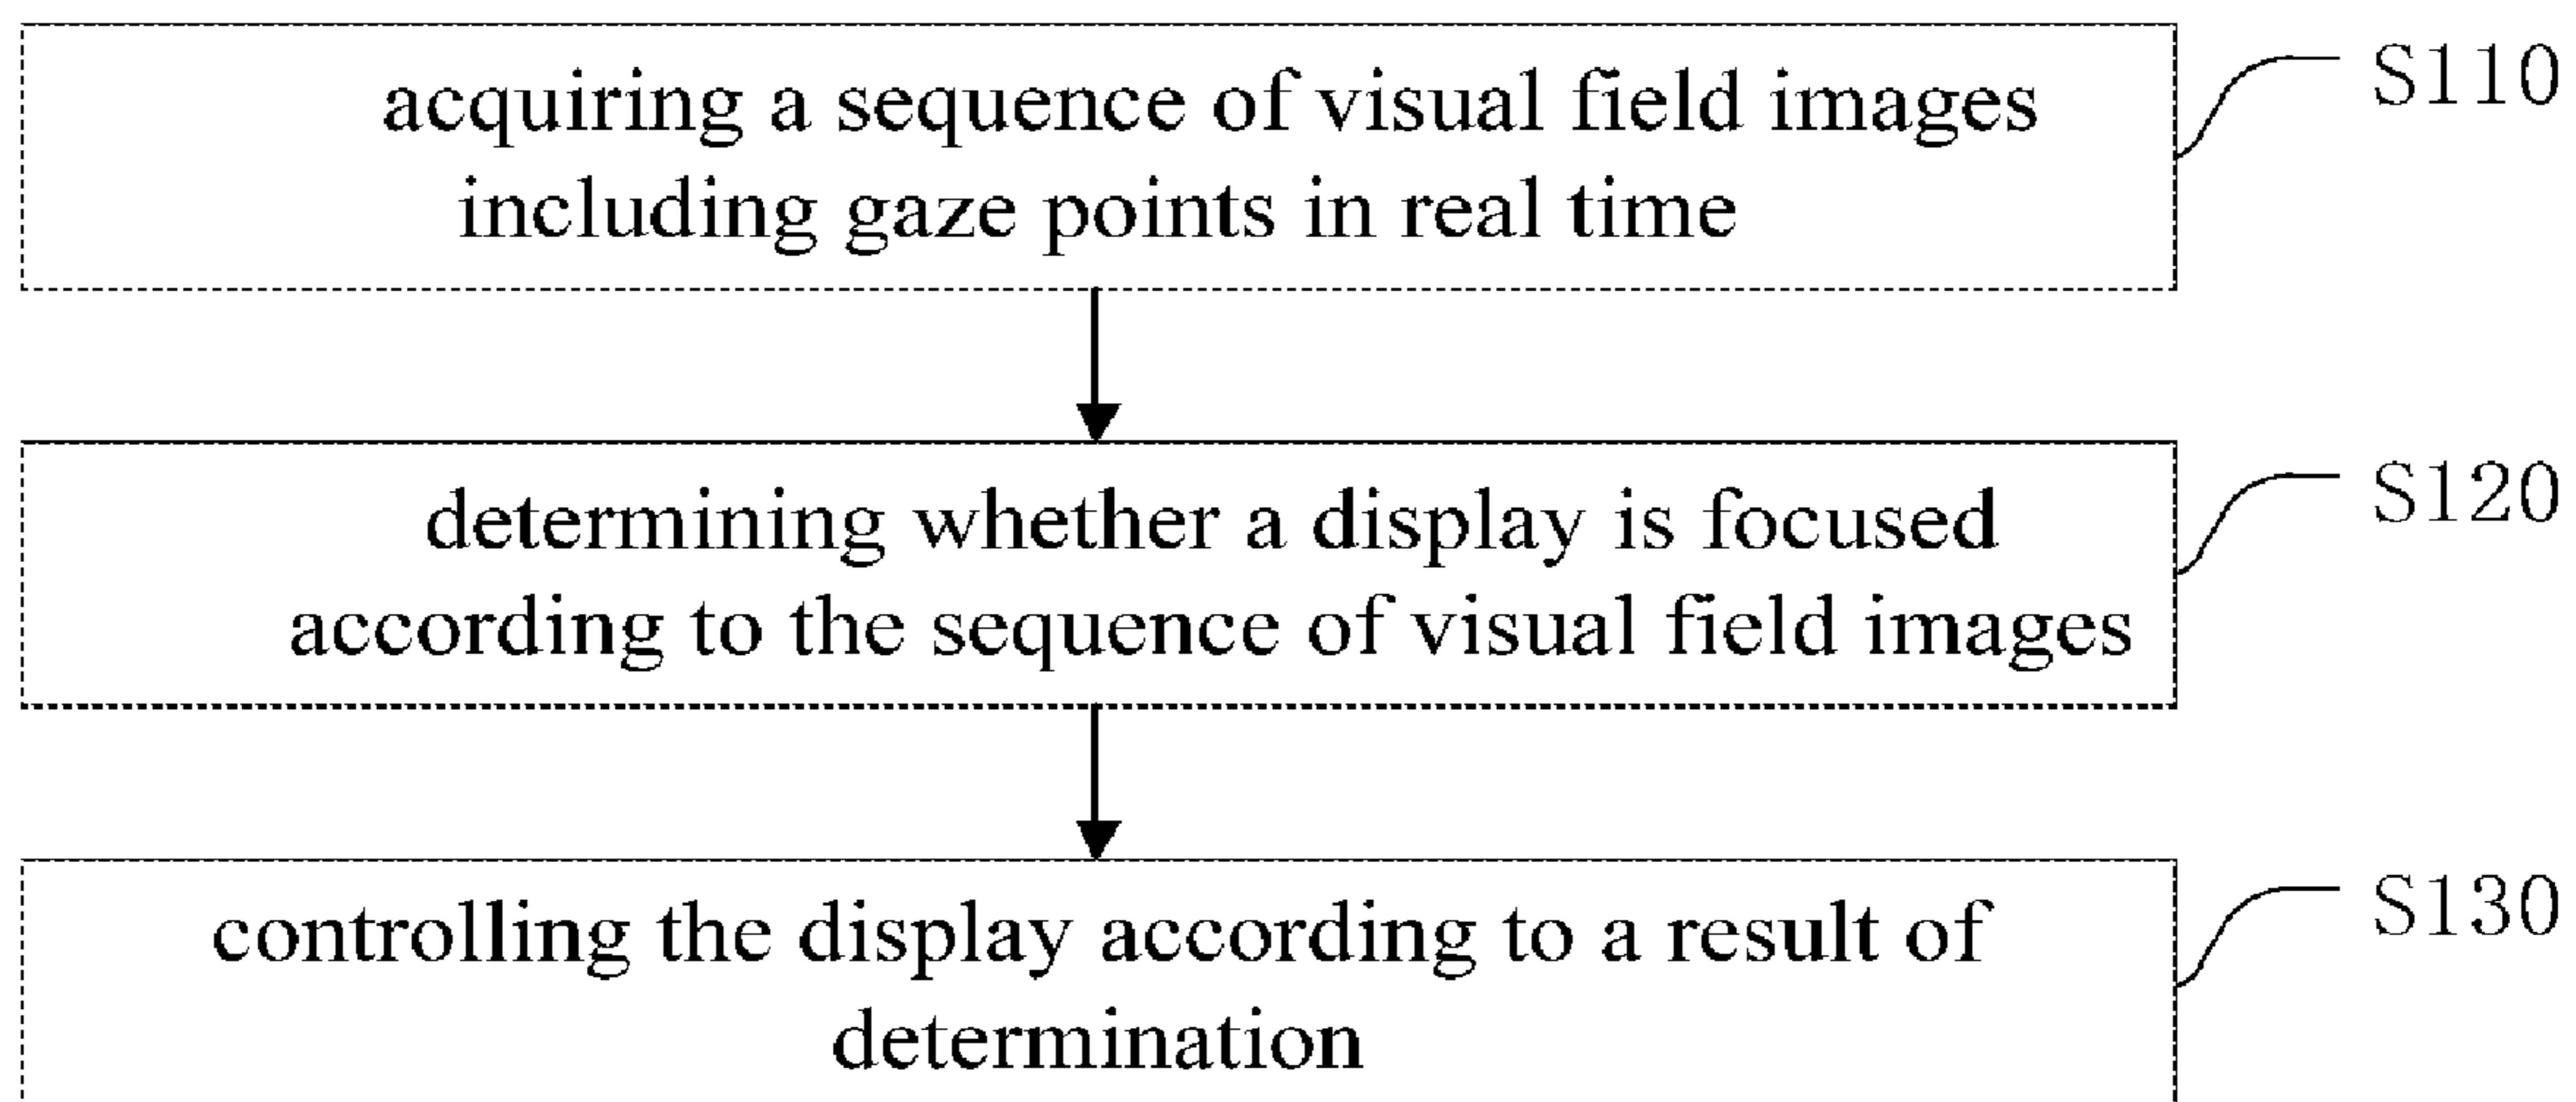 acquiring a sequence of visual field images
including gaze points in real time
S110
determining whether a display is focused
according to the sequence of visual field images
S120
controlling the display according to a result of
determination
S130